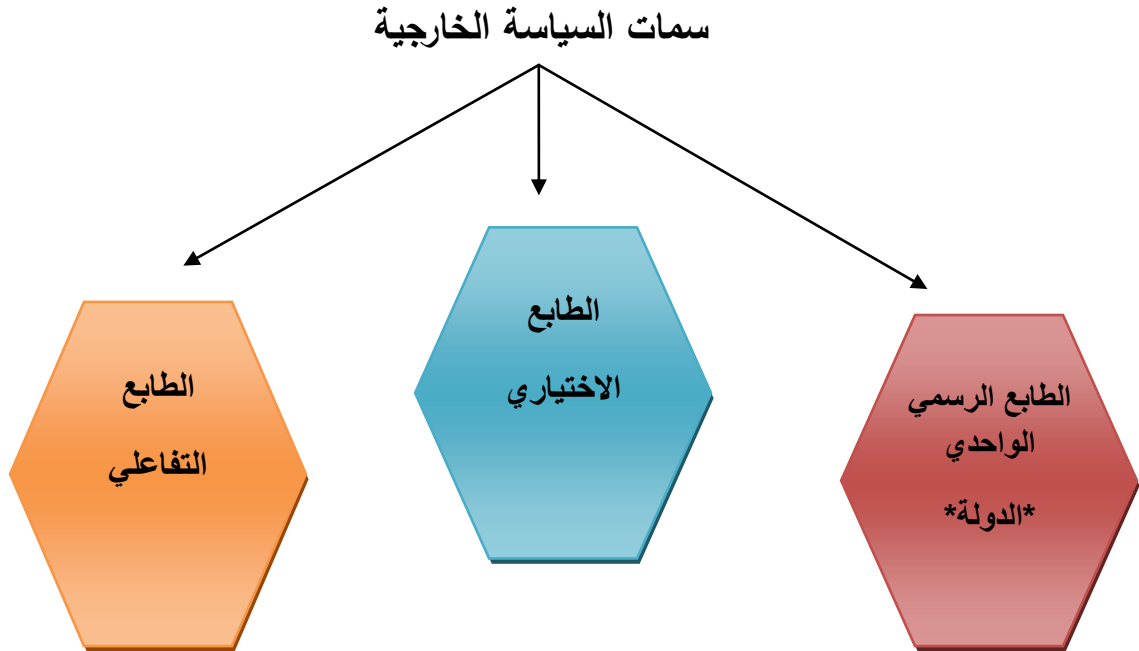 سمات السياسة الخارجية
الطابع الرسمي
الواحدي
*الدولة*
الطابع
الاختياري
الطابع
التفاعلي